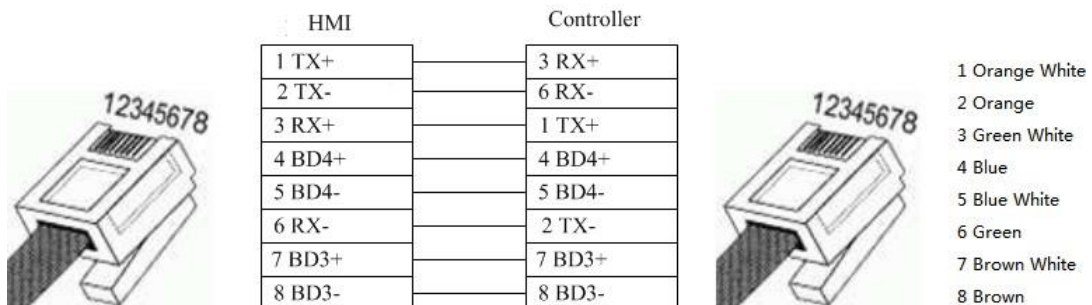 HMI
Controller
1 TX+
3 RX+
2 TX-
6 RX-
3 RX+
1 TX+
4 BD4+
4 BD4+
5 BD4-
5 BD4-
6 RX-
2 TX-
7 BD3+
7 BD3+
8 BD3-
8 BD3-
12345678
12345678
1 Orange White
2 Orange
3 Green White
4 Blue
5 Blue White
6 Green
7 Brown White
8 Brown